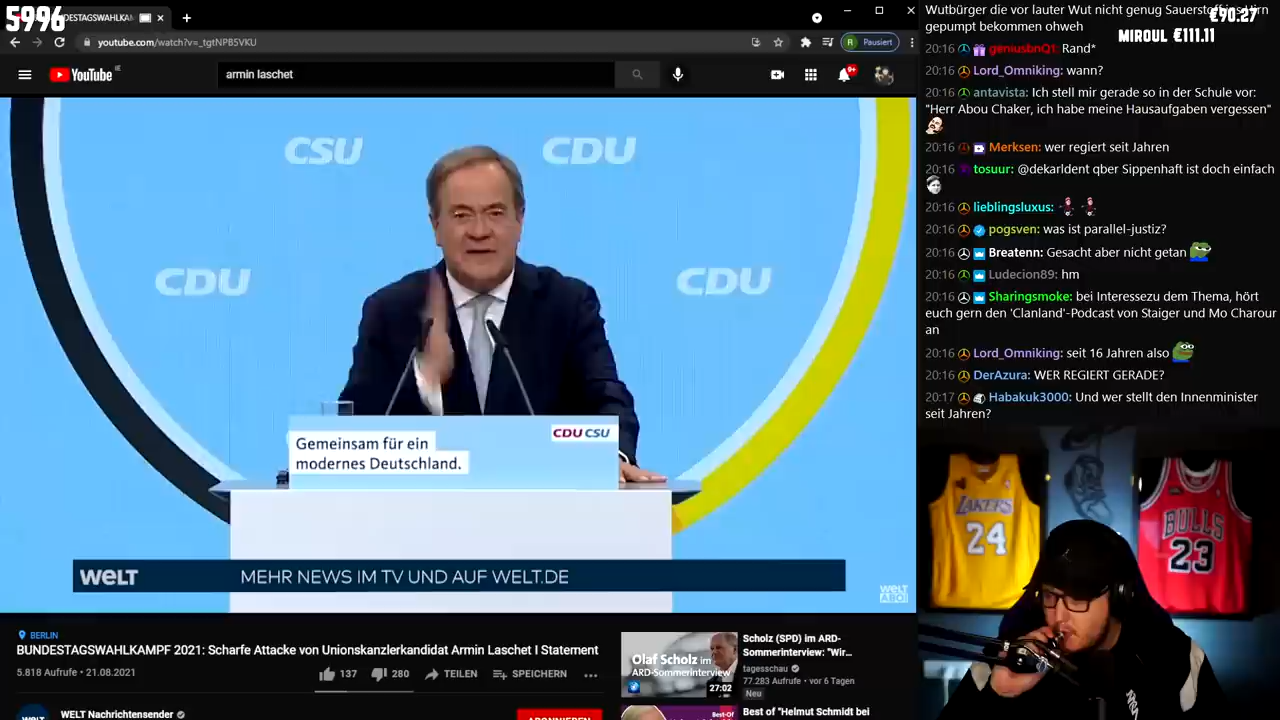 5996
youtube.com/watch?v=_tgtNPB5VKU
Pausiert
YouTube
IE
armin laschet
9+
CSU
CDU
CDU
CDU
CDU CSU
Gemeinsam für ein
modernes Deutschland.
WELT
MEHR NEWS IM TV UND AUF WELT.DE
BERLIN
BUNDESTAGSWAHLKAMPF 2021: Scharfe Attacke von Unionskanzlerkandidat Armin Laschet I Statement
5.818 Aufrufe • 21.08.2021
137
280
TEILEN
SPEICHERN
WELT Nachrichtensender
ABONNIEREN
Olaf Scholz im
ARD-Sommerinterview
27:02
Scholz (SPD) im ARD-
Sommerinterview: "Wir...
tagesschau
77.283 Aufrufe • vor 6 Tagen
Neu
Best of "Helmut Schmidt bei
Wutbürger die vor lauter Wut nicht genug Sauerstoff ins Hirn
gepumpt bekommen ohweh
€90.27
MIROUL €111.11
20:16 geniusbnQ1: Rand*
20:16 Lord_Omniking: wann?
20:16 antavista: Ich stell mir gerade so in der Schule vor:
"Herr Abou Chaker, ich habe meine Hausaufgaben vergessen"
20:16 Merksen: wer regiert seit Jahren
20:16 tosuur: @dekarldent qber Sippenhaft ist doch einfach
20:16 lieblingsluxus:
20:16 pogsven: was ist parallel-justiz?
20:16 Breatenn: Gesacht aber nicht getan
20:16 Ludecion89: hm
20:16 Sharingsmoke: bei Interessezu dem Thema, hört
euch gern den 'Clanland'-Podcast von Staiger und Mo Charour
an
20:16 Lord_Omniking: seit 16 Jahren also
20:16 DerAzura: WER REGIERT GERADE?
20:17 Habakuk3000: Und wer stellt den Innenminister
seit Jahren?
LAKERS
24
BULLS
23